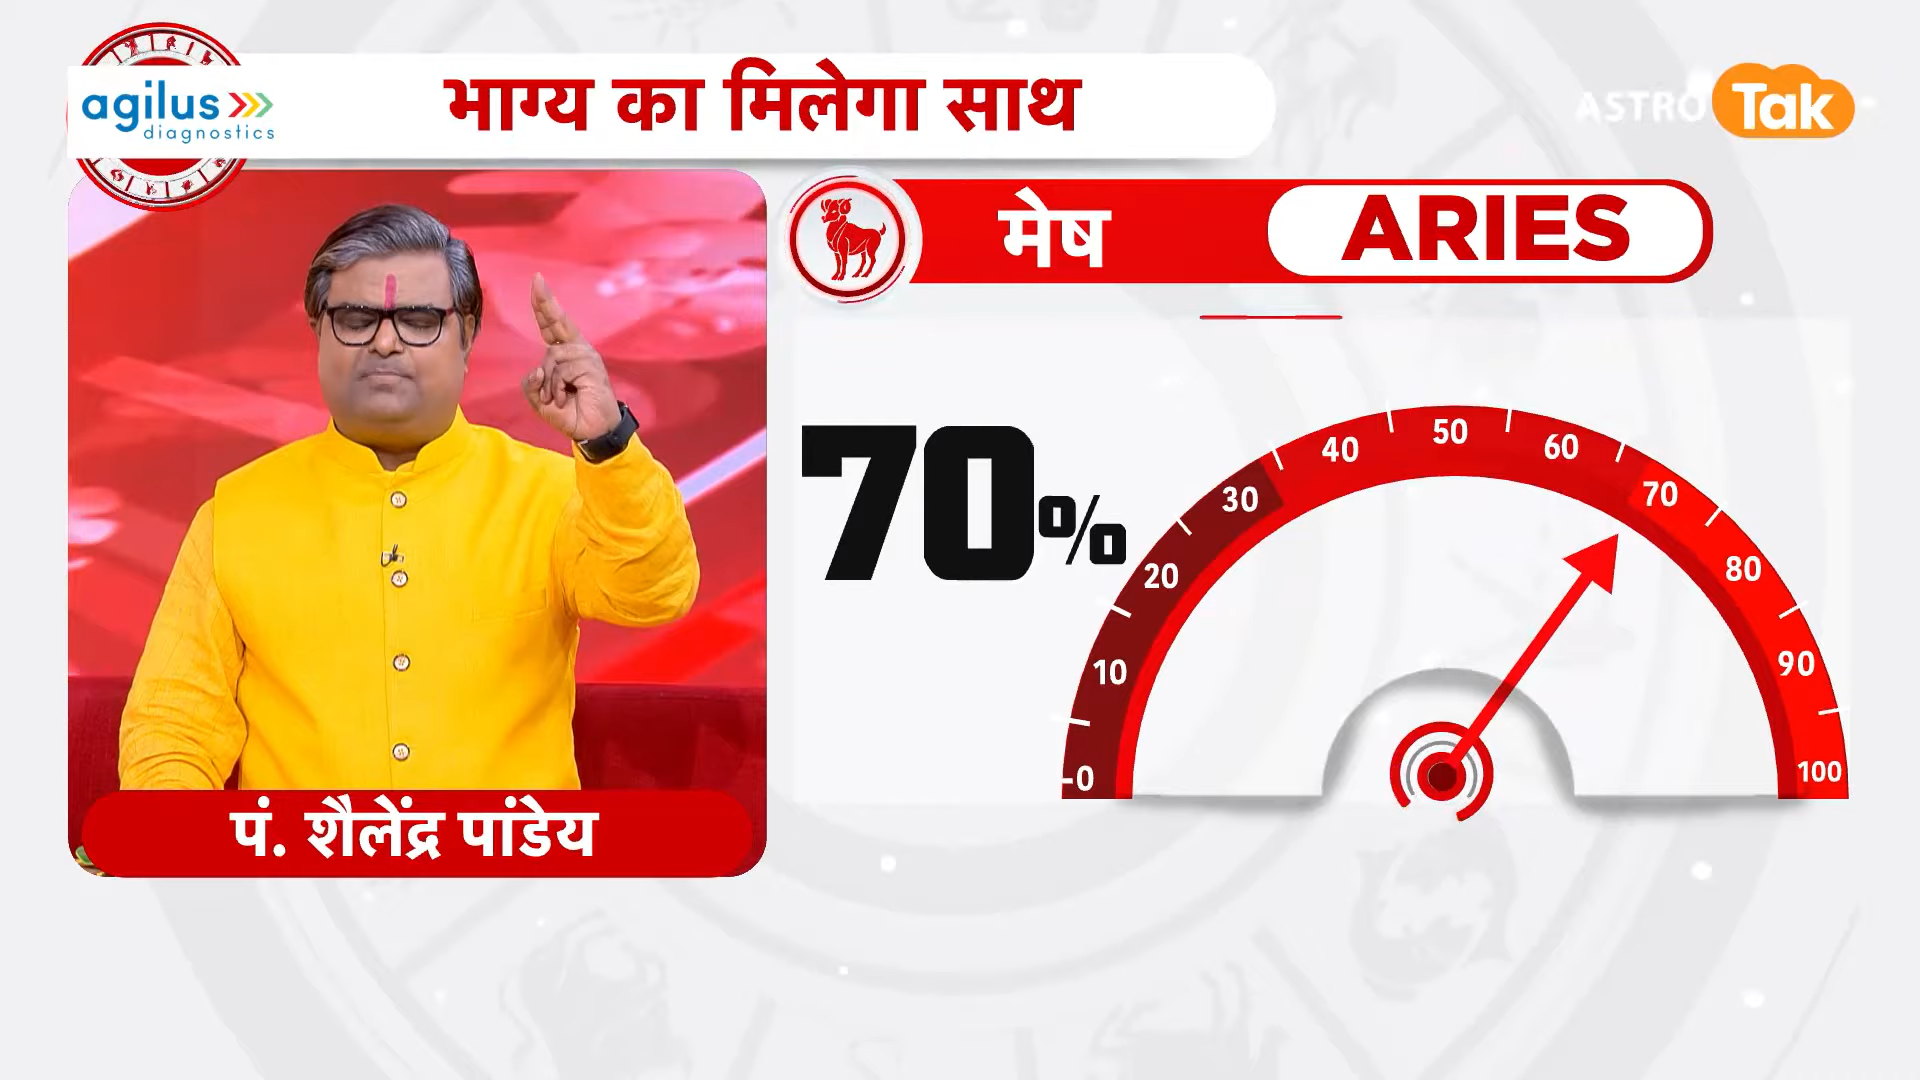 agilus
diagnostics
भाग्य का मिलेगा साथ
ASTRO Tak
मेष
ARIES
70%
0
10
20
30
40
50
60
70
80
90
100
पं. शैलेंद्र पांडेय